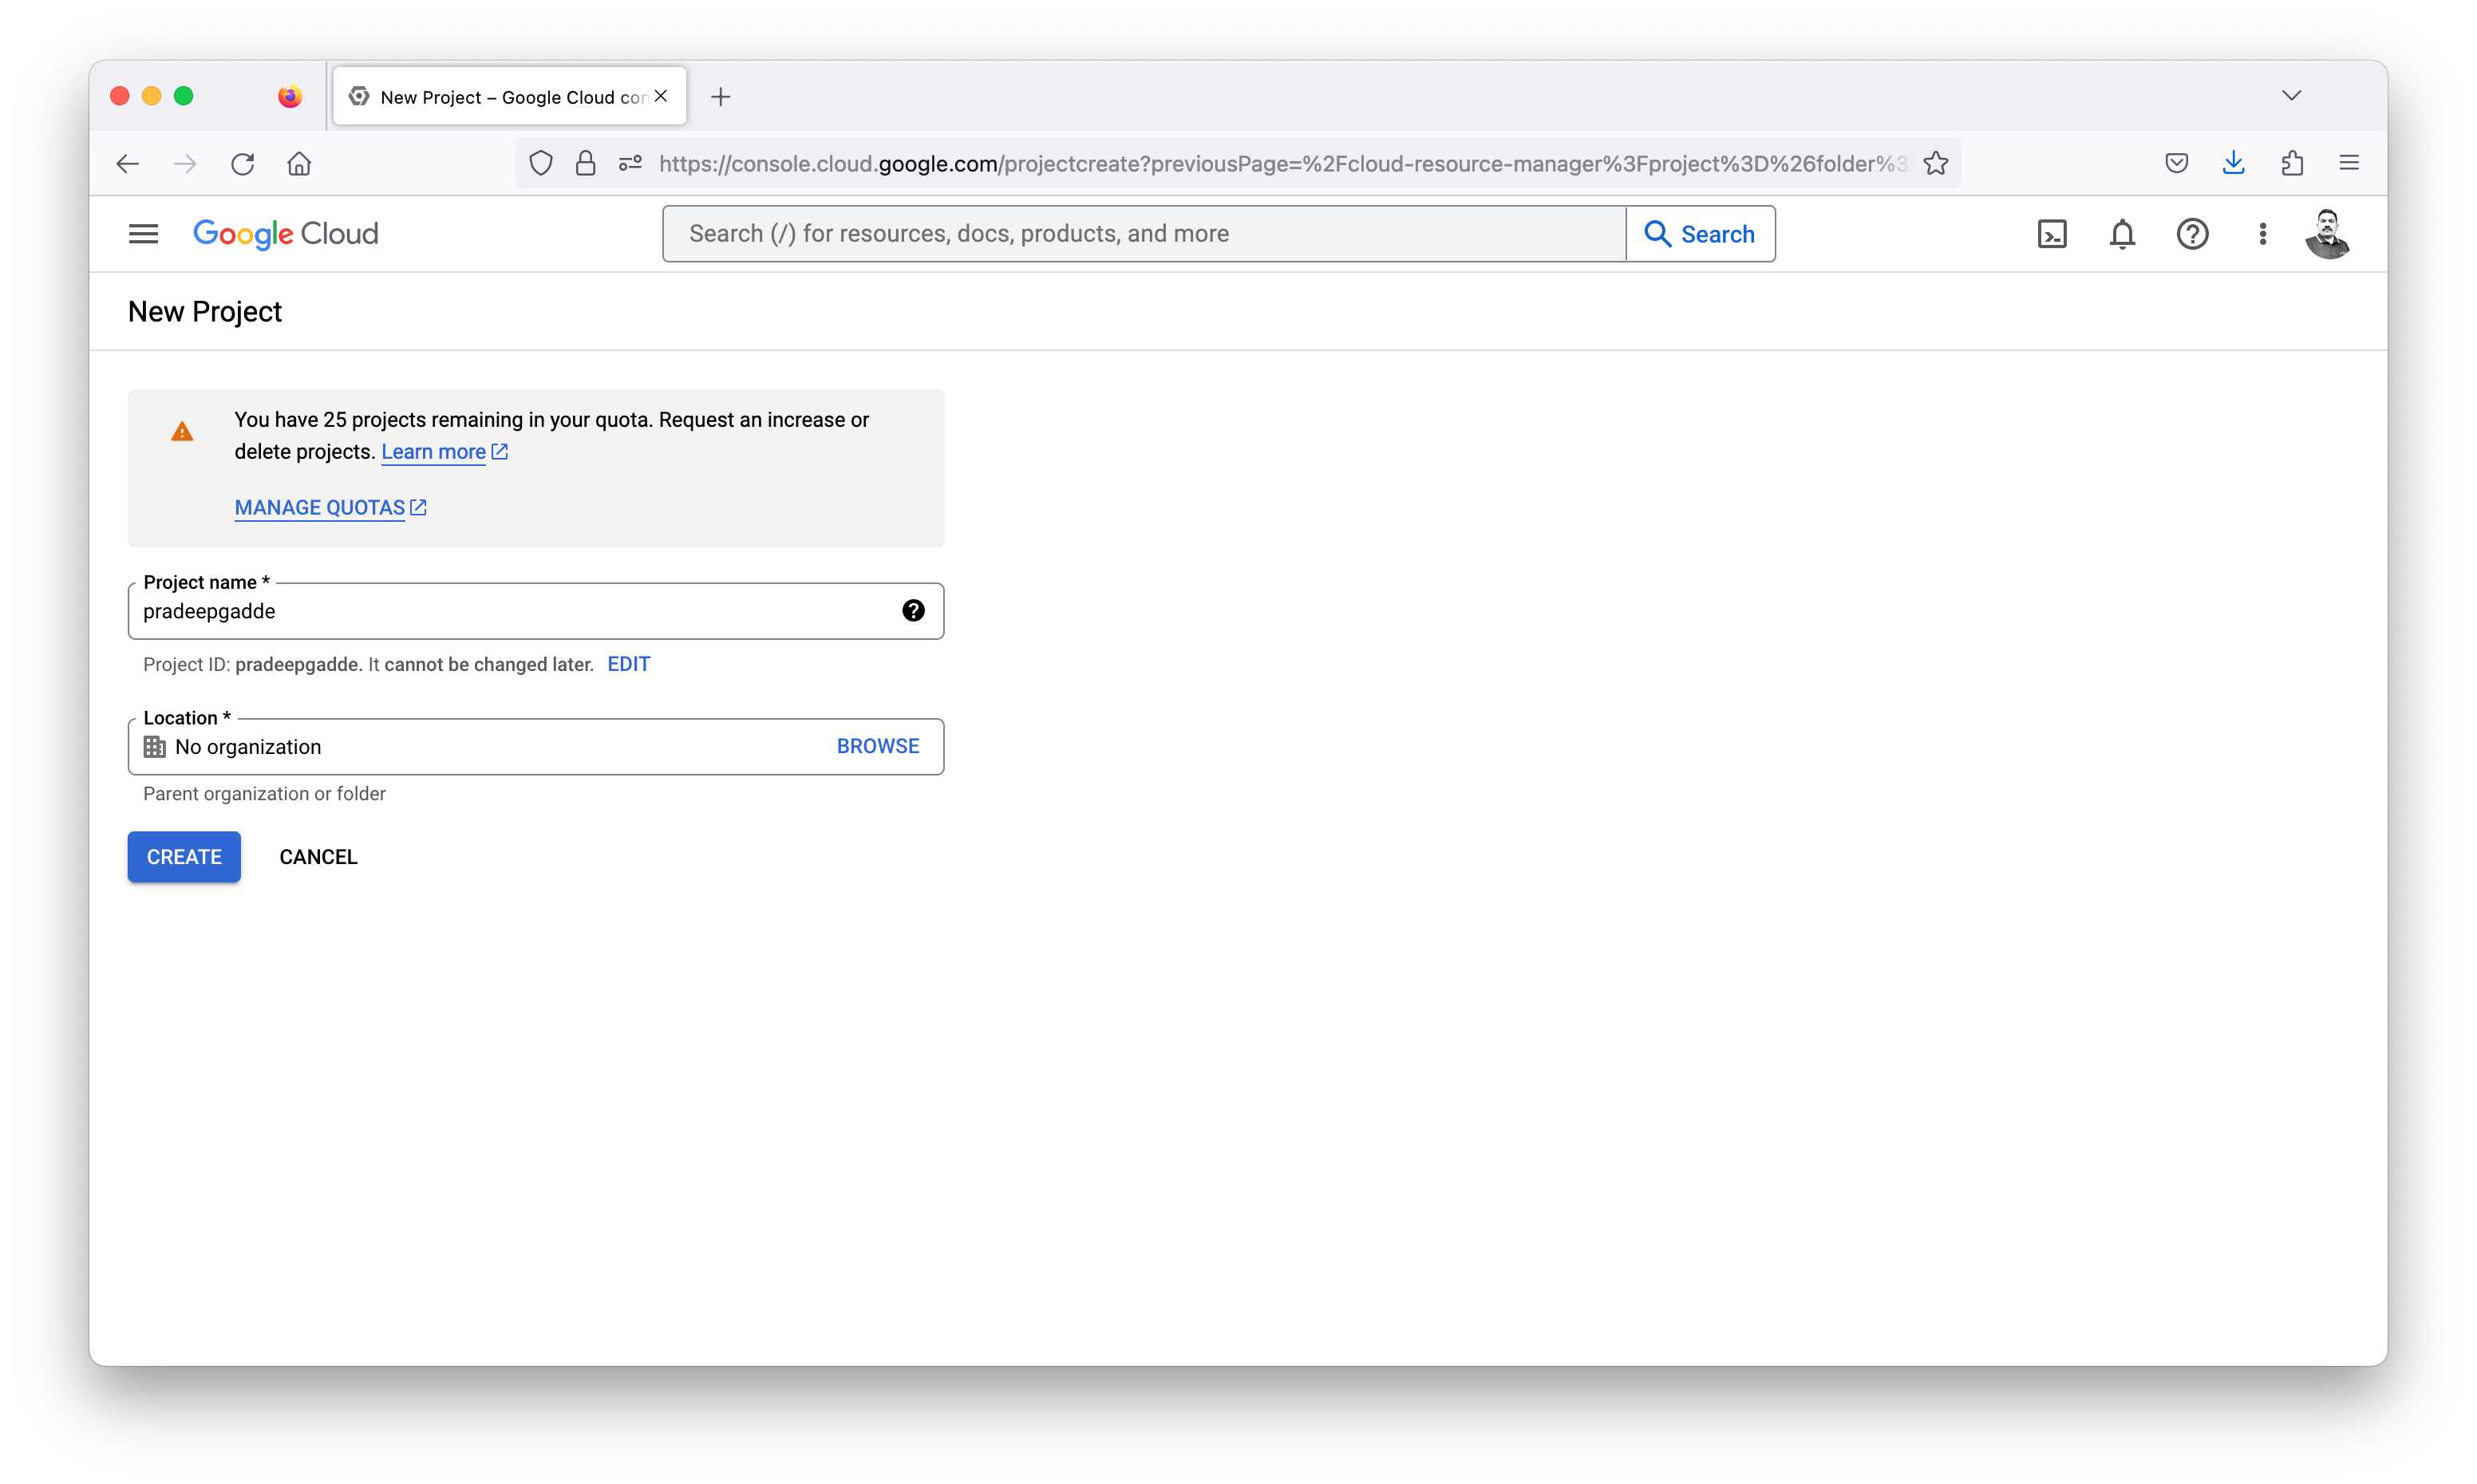 New Project – Google Cloud con
https://console.cloud.google.com/projectcreate?previousPage=%2Fcloud-resource-manager%3Fproject%3D%26folder%3
Google Cloud
Search (/) for resources, docs, products, and more
Search
New Project
You have 25 projects remaining in your quota. Request an increase or
delete projects. Learn more
MANAGE QUOTAS
Project name *
pradeepgadde
Project ID: pradeepgadde. It cannot be changed later. EDIT
Location *
No organization
BROWSE
Parent organization or folder
CREATE
CANCEL